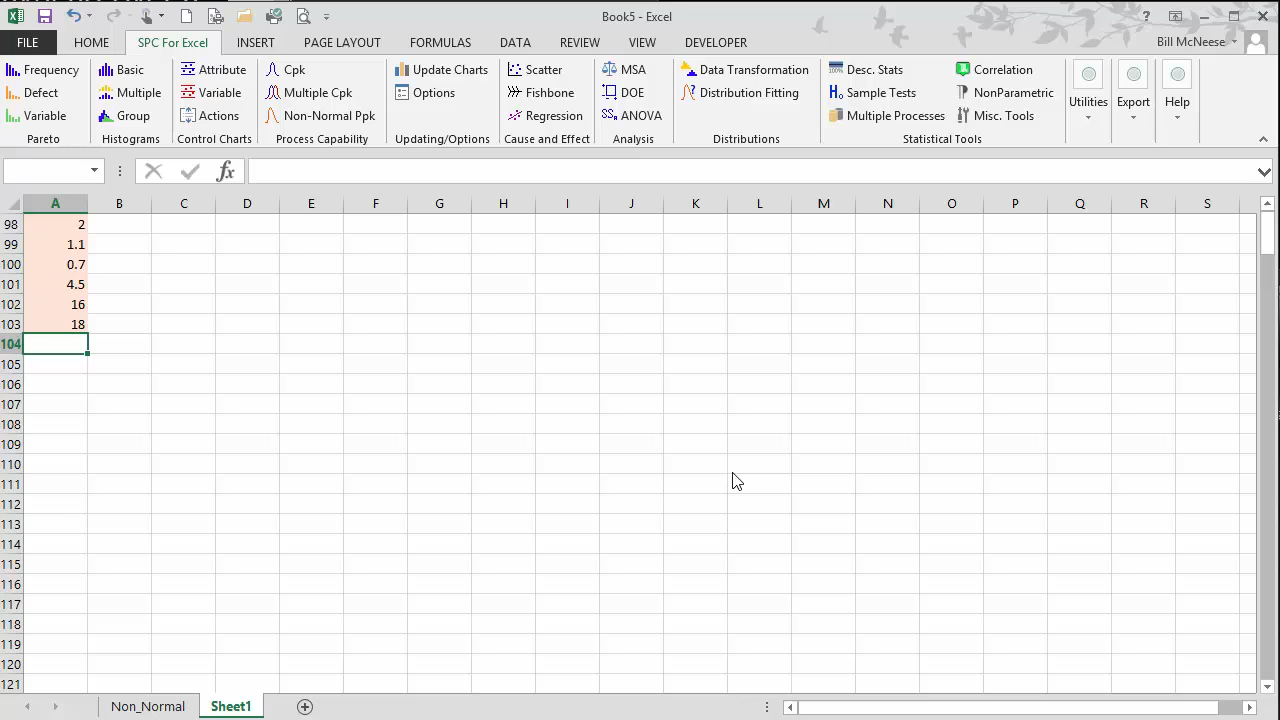 Book5 - Excel
FILE HOME SPC For Excel INSERT PAGE LAYOUT FORMULAS DATA REVIEW VIEW DEVELOPER Bill McNeese
Frequency Basic Attribute Cpk Update Charts Scatter MSA Data Transformation Desc. Stats Correlation
Defect Multiple Variable Multiple Cpk Options Fishbone DOE Distribution Fitting Sample Tests NonParametric Utilities Export Help
Variable Group Actions Non-Normal Ppk Regression ANOVA Multiple Processes Misc. Tools
Pareto Histograms Control Charts Process Capability Updating/Options Cause and Effect Analysis Distributions Statistical Tools
fx
A B C D E F G H I J K L M N O P Q R S
98 2
99 1.1
100 0.7
101 4.5
102 16
103 18
104
105
106
107
108
109
110
111
112
113
114
115
116
117
118
119
120
121
Non_Normal Sheet1